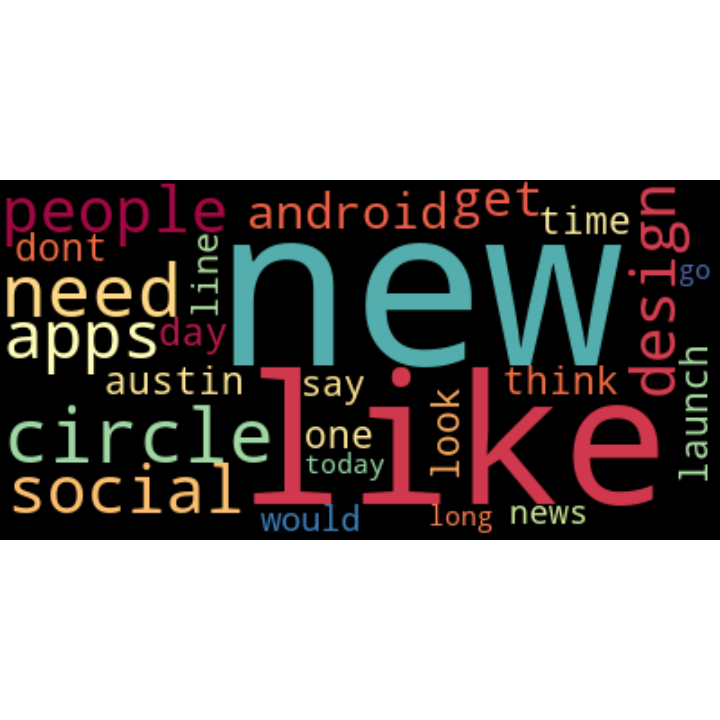 people
android
get
time
design
dont
line
new
go
need
apps
day
austin
say
like
think
launch
circle
one
look
today
social
would
long
news